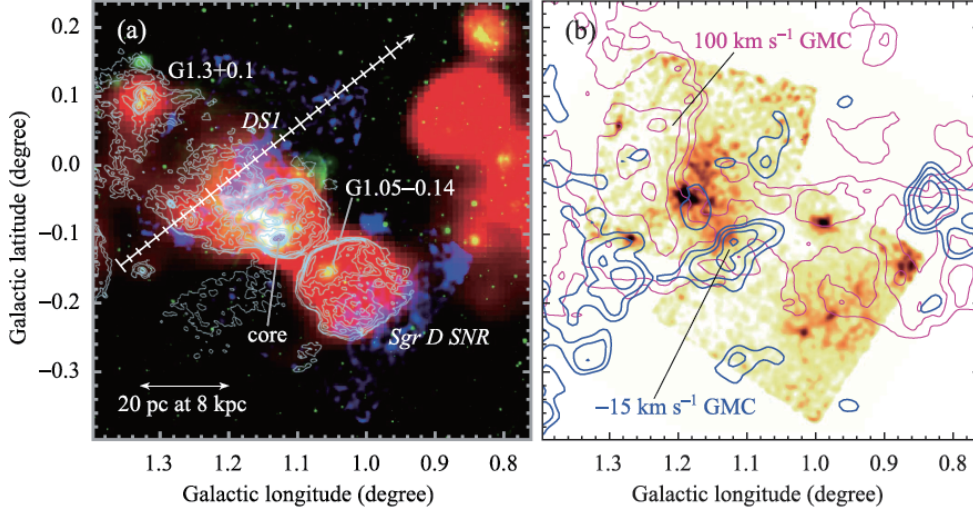 (a)
G1.3+0.1
DS1
G1.05−0.14
core
Sgr D SNR
20 pc at 8 kpc
Galactic latitude (degree)
0.2
0.1
0.0
−0.1
−0.2
−0.3
1.3 1.2 1.1 1.0 0.9 0.8
Galactic longitude (degree)
(b)
100 km s⁻¹ GMC
−15 km s⁻¹ GMC
1.3 1.2 1.1 1.0 0.9 0.8
Galactic longitude (degree)